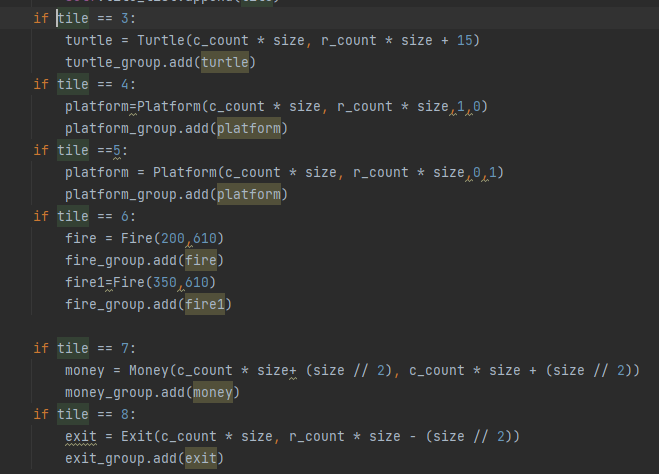 if tile == 3:
turtle = Turtle(c_count * size, r_count * size + 15)
turtle_group.add(turtle)
if tile == 4:
platform=Platform(c_count * size, r_count * size,1,0)
platform_group.add(platform)
if tile ==5:
platform = Platform(c_count * size, r_count * size,0,1)
platform_group.add(platform)
if tile == 6:
fire = Fire(200,610)
fire_group.add(fire)
fire1=Fire(350,610)
fire_group.add(fire1)
if tile == 7:
money = Money(c_count * size+ (size // 2), c_count * size + (size // 2))
money_group.add(money)
if tile == 8:
exit = Exit(c_count * size, r_count * size - (size // 2))
exit_group.add(exit)